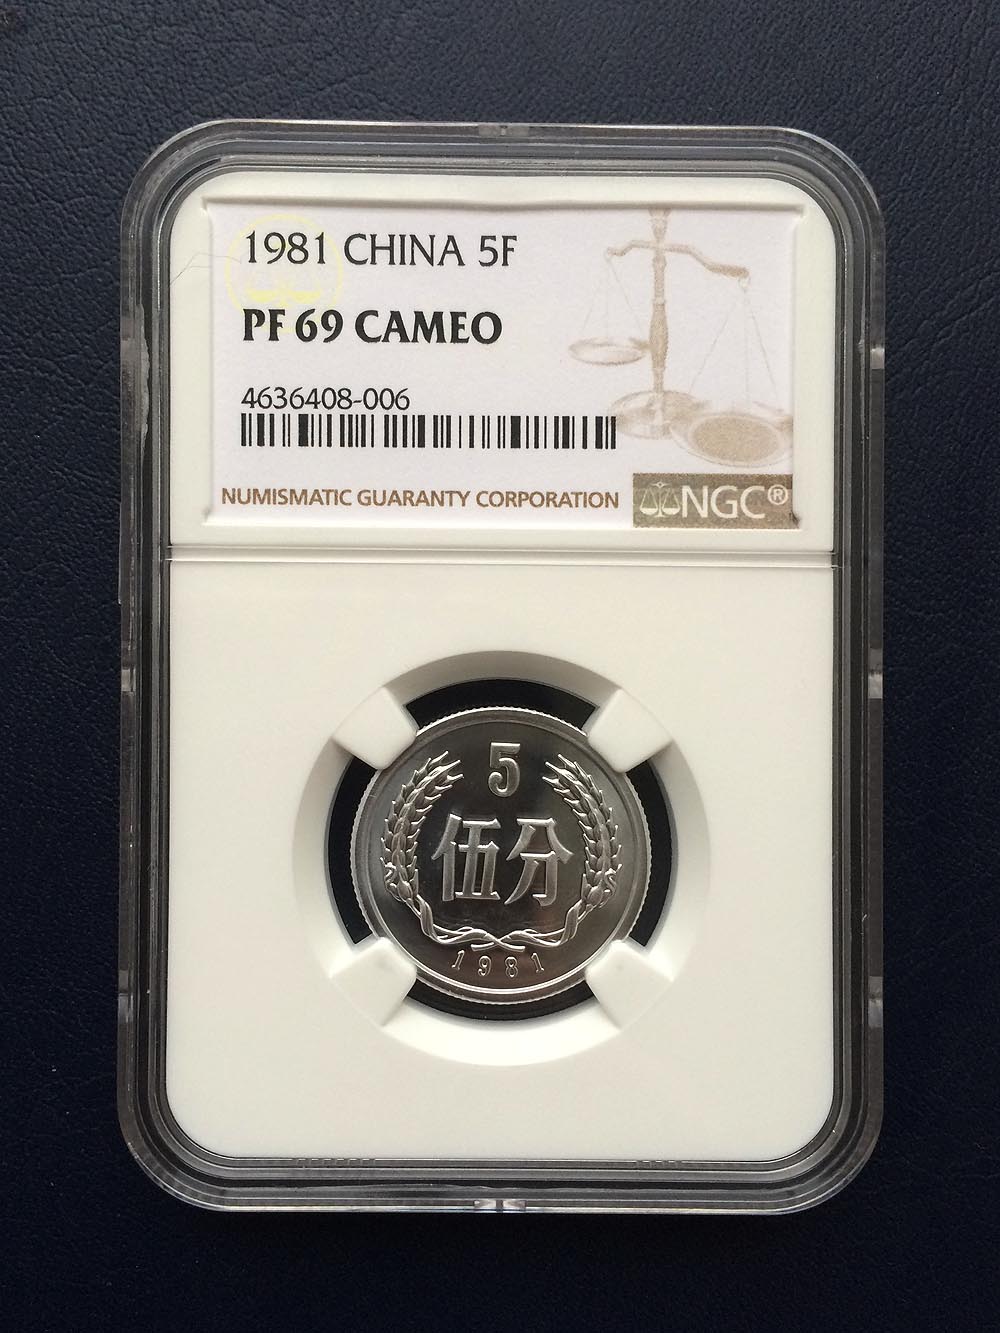 1981 CHINA 5F
PF 69 CAMEO
4636408-006
NUMISMATIC GUARANTY CORPORATION
NGC®
5
伍分
1981